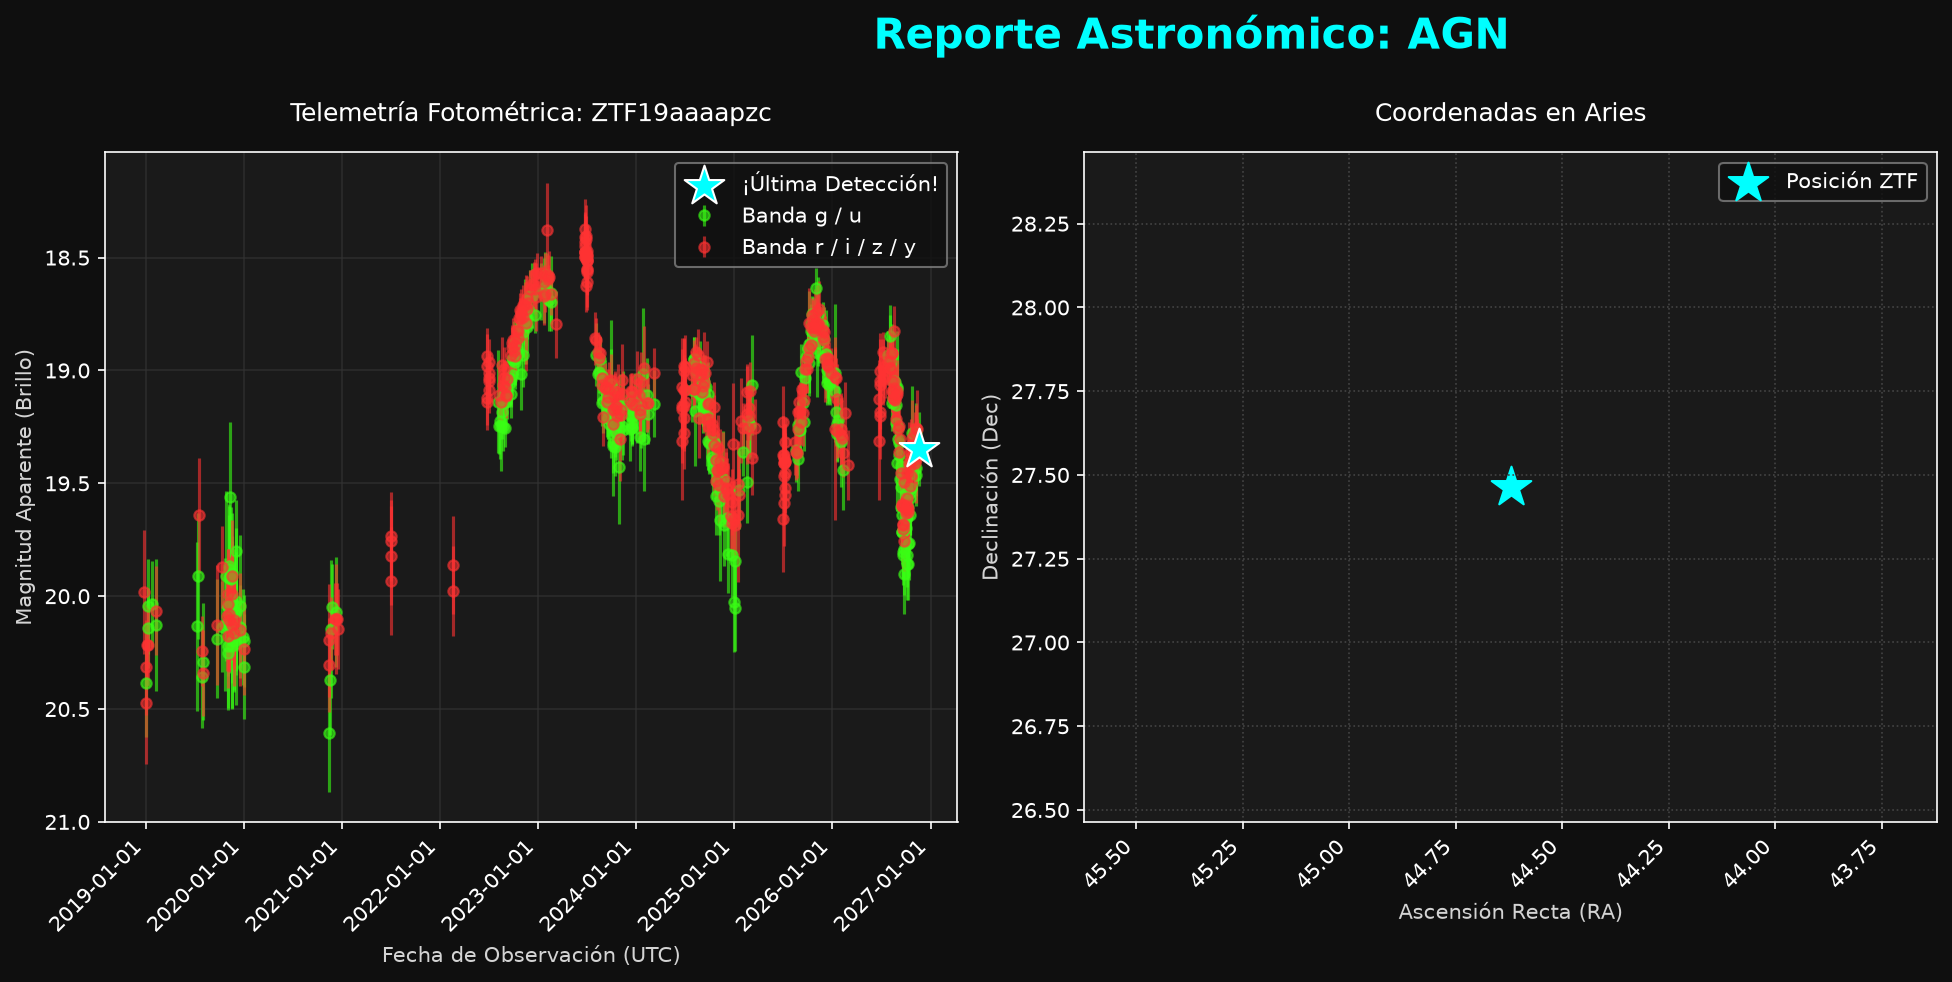 Reporte Astronómico: AGN
Telemetría Fotométrica: ZTF19aaaapzc
¡Última Detección!
Banda g / u
Banda r / i / z / y
Magnitud Aparente (Brillo)
18.5
19.0
19.5
20.0
20.5
21.0
2019-01-01
2020-01-01
2021-01-01
2022-01-01
2023-01-01
2024-01-01
2025-01-01
2026-01-01
2027-01-01
Fecha de Observación (UTC)
Coordenadas en Aries
Posición ZTF
Declinación (Dec)
28.25
28.00
27.75
27.50
27.25
27.00
26.75
26.50
45.50
45.25
45.00
44.75
44.50
44.25
44.00
43.75
Ascensión Recta (RA)